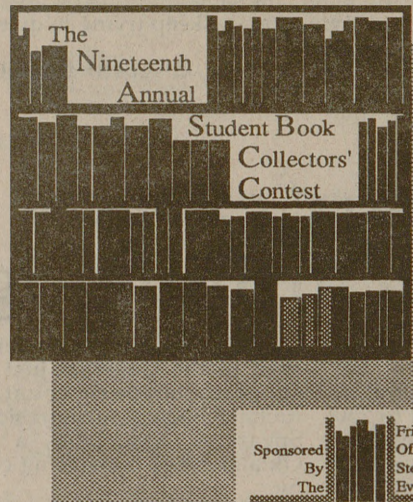 The
Nineteenth
Annual
Student Book
Collectors'
Contest
Sponsored
By
The